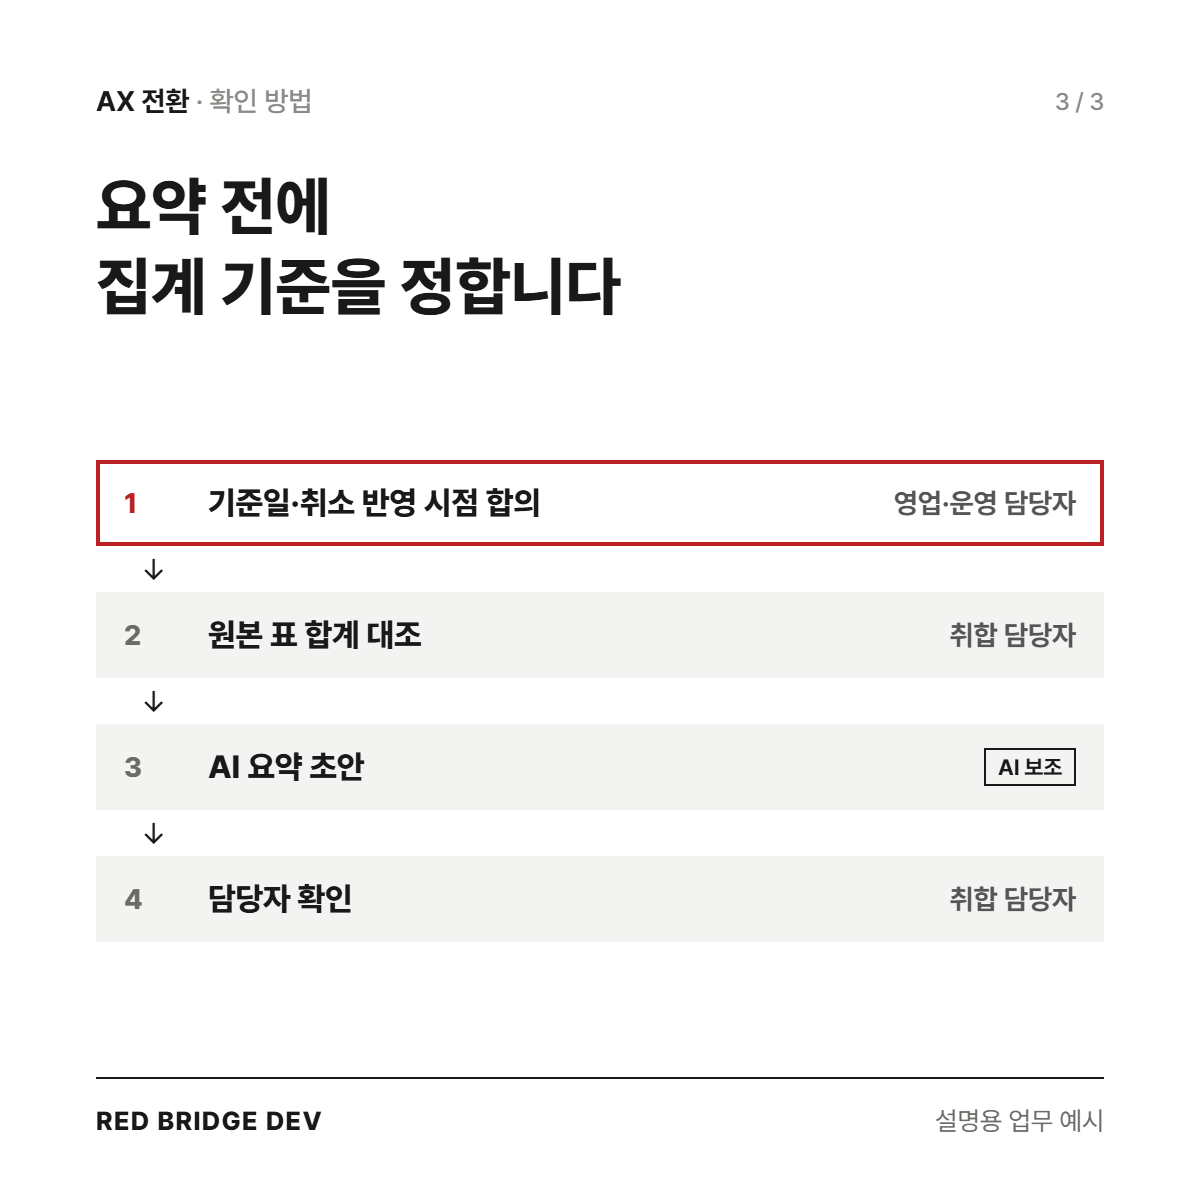 AX 전환 · 확인 방법
3 / 3
요약 전에
집계 기준을 정합니다
1 기준일·취소 반영 시점 합의 영업·운영 담당자
↓
2 원본 표 합계 대조 취합 담당자
↓
3 AI 요약 초안 AI 보조
↓
4 담당자 확인 취합 담당자
RED BRIDGE DEV
설명용 업무 예시